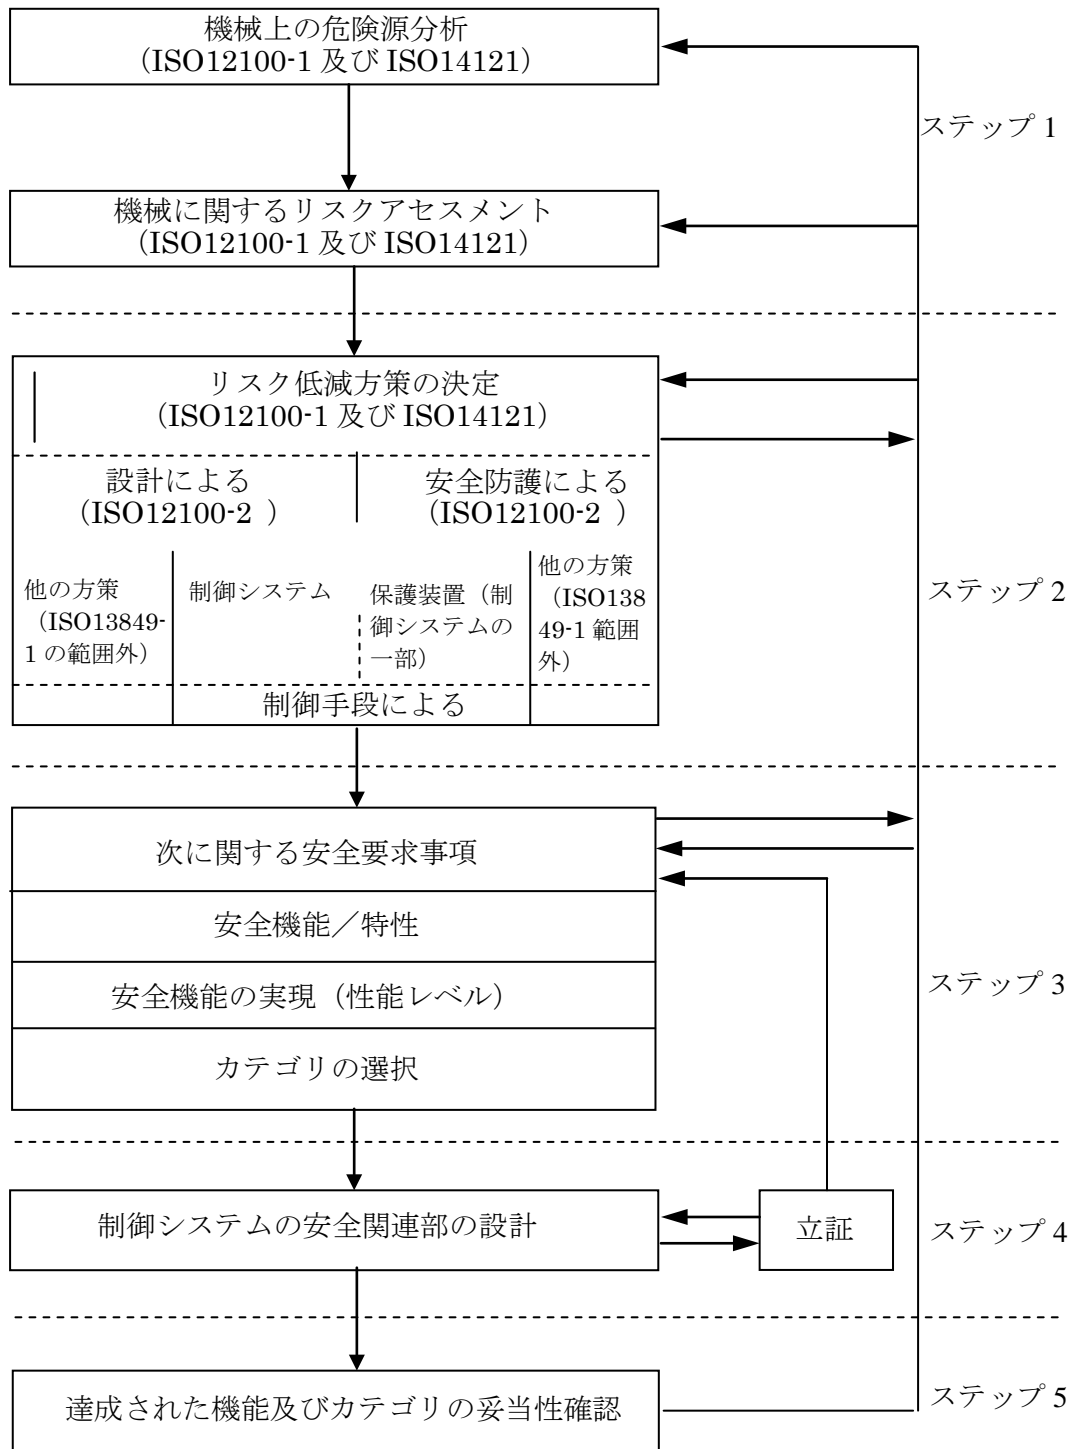 機械上の危険源分析
（ISO12100-1 及び ISO14121）
ステップ 1
機械に関するリスクアセスメント
（ISO12100-1 及び ISO14121）
リスク低減方策の決定
（ISO12100-1 及び ISO14121）
設計による
（ISO12100-2 ）
安全防護による
（ISO12100-2 ）
他の方策
（ISO13849-
1 の範囲外）
制御システム
保護装置（制
御システムの
一部）
他の方策
（ISO138
49-1 範囲
外）
制御手段による
ステップ 2
次に関する安全要求事項
安全機能／特性
安全機能の実現（性能レベル）
カテゴリの選択
ステップ 3
制御システムの安全関連部の設計
立証
ステップ 4
達成された機能及びカテゴリの妥当性確認
ステップ 5